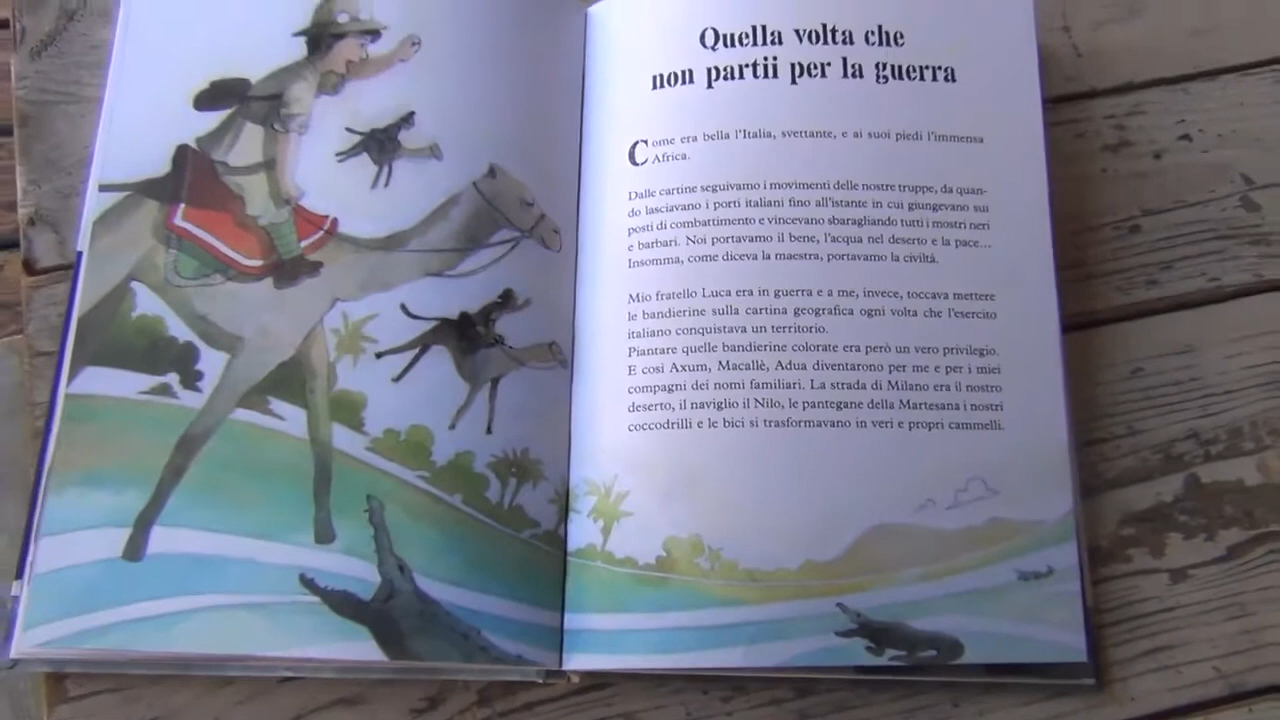 Quella volta che
non partii per la guerra
Come era bella l'Italia, svettante, e ai suoi piedi l'immensa
Africa.
Dalle cartine seguivamo i movimenti delle nostre truppe, da quan-
do lasciavano i porti italiani fino all'istante in cui giungevano sui
posti di combattimento e vincevano sbaragliando tutti i mostri neri
e barbari. Noi portavamo il bene, l'acqua nel deserto e la pace...
Insomma, come diceva la maestra, portavamo la civiltà.
Mio fratello Luca era in guerra e a me, invece, toccava mettere
le bandierine sulla cartina geografica ogni volta che l'esercito
italiano conquistava un territorio.
Piantare quelle bandierine colorate era però un vero privilegio.
E così Axum, Macallè, Adua diventarono per me e per i miei
compagni dei nomi familiari. La strada di Milano era il nostro
deserto, il naviglio il Nilo, le pantegane della Martesana i nostri
coccodrilli e le bici si trasformavano in veri e propri cammelli.